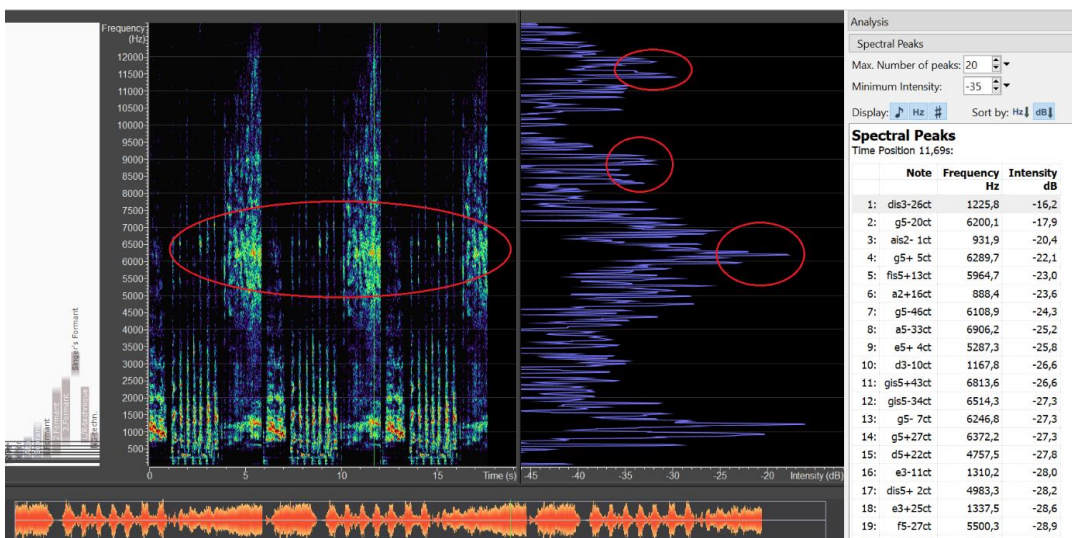 Analysis
Spectral Peaks
Max. Number of peaks: 20
Minimum Intensity: -35
Display: Hz Sort by: Hz dB
Spectral Peaks
Time Position 11,69s:
Note Frequency Hz Intensity dB
1: dis3-26ct 1225,8 -16,2
2: g5-20ct 6200,1 -17,9
3: ais2- 1ct 931,9 -20,4
4: g5+ 5ct 6289,7 -22,1
5: fis5+13ct 5964,7 -23,0
6: a2+16ct 888,4 -23,6
7: g5-46ct 6108,9 -24,3
8: a5-33ct 6906,2 -25,2
9: e5+ 4ct 5287,3 -25,8
10: d3-10ct 1167,8 -26,6
11: gis5+43ct 6813,6 -26,6
12: gis5-34ct 6514,3 -27,3
13: g5- 7ct 6246,8 -27,3
14: g5+27ct 6372,2 -27,3
15: d5+22ct 4757,5 -27,8
16: e3-11ct 1310,2 -28,0
17: dis5+ 2ct 4983,3 -28,2
18: e3+25ct 1337,5 -28,6
19: f5-27ct 5500,3 -28,9
Frequency
(Hz)
12000
11500
11000
10500
10000
9500
9000
8500
8000
7500
7000
6500
6000
5500
5000
4500
4000
3500
3000
2500
2000
1500
1000
500
Singer's Formant
5 10 15 Time (s)
-45 -40 -35 -30 -25 -20 Intensity (dB)